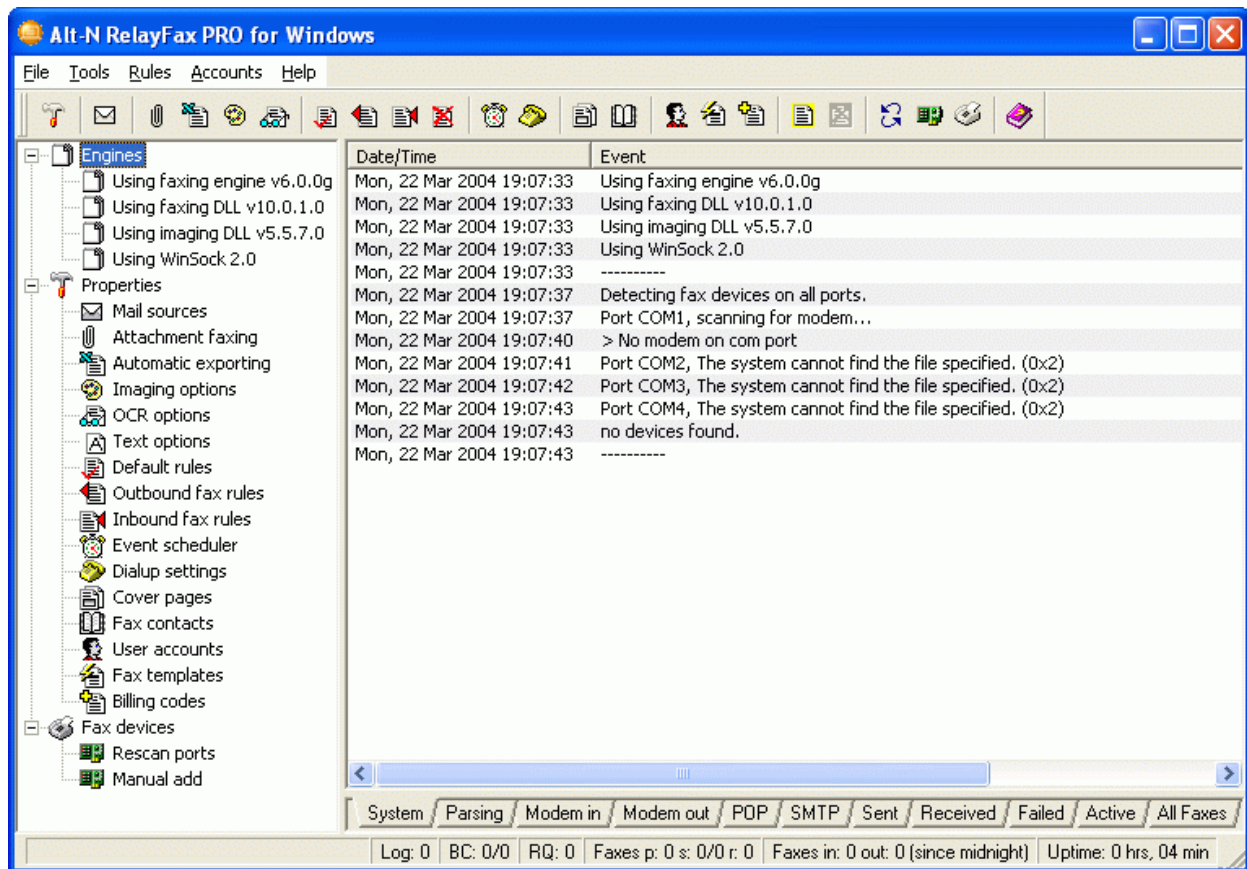 Alt-N RelayFax PRO for Windows
File Tools Rules Accounts Help
Engines
Using faxing engine v6.0.0g
Using faxing DLL v10.0.1.0
Using imaging DLL v5.5.7.0
Using WinSock 2.0
Properties
Mail sources
Attachment faxing
Automatic exporting
Imaging options
OCR options
Text options
Default rules
Outbound fax rules
Inbound fax rules
Event scheduler
Dialup settings
Cover pages
Fax contacts
User accounts
Fax templates
Billing codes
Fax devices
Rescan ports
Manual add
Date/Time Event
Mon, 22 Mar 2004 19:07:33 Using faxing engine v6.0.0g
Mon, 22 Mar 2004 19:07:33 Using faxing DLL v10.0.1.0
Mon, 22 Mar 2004 19:07:33 Using imaging DLL v5.5.7.0
Mon, 22 Mar 2004 19:07:33 Using WinSock 2.0
Mon, 22 Mar 2004 19:07:33 ----------
Mon, 22 Mar 2004 19:07:37 Detecting fax devices on all ports.
Mon, 22 Mar 2004 19:07:37 Port COM1, scanning for modem...
Mon, 22 Mar 2004 19:07:40 > No modem on com port
Mon, 22 Mar 2004 19:07:41 Port COM2, The system cannot find the file specified. (0x2)
Mon, 22 Mar 2004 19:07:42 Port COM3, The system cannot find the file specified. (0x2)
Mon, 22 Mar 2004 19:07:43 Port COM4, The system cannot find the file specified. (0x2)
Mon, 22 Mar 2004 19:07:43 no devices found.
Mon, 22 Mar 2004 19:07:43 ----------
System Parsing Modem in Modem out POP SMTP Sent Received Failed Active All Faxes
Log: 0 BC: 0/0 RQ: 0 Faxes p: 0 s: 0/0 r: 0 Faxes in: 0 out: 0 (since midnight) Uptime: 0 hrs, 04 min